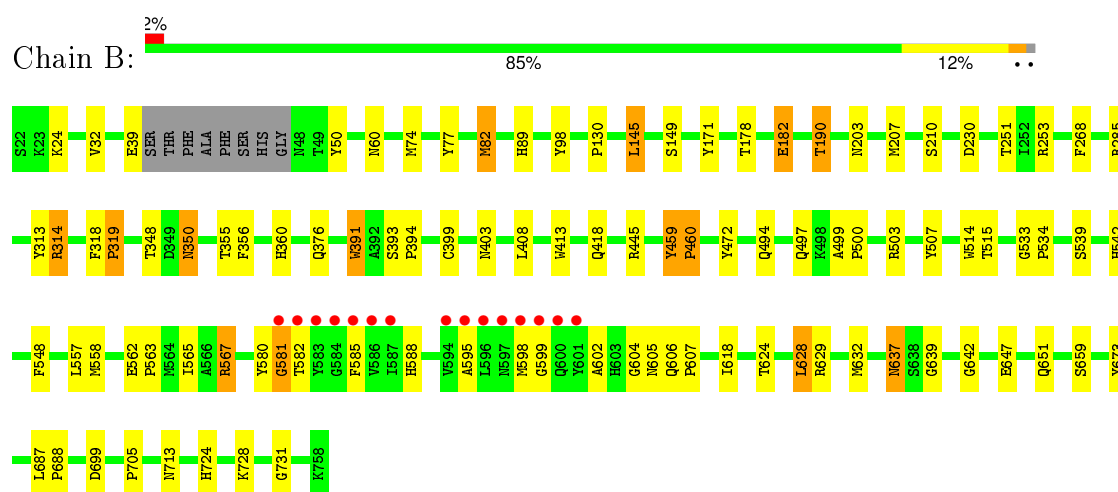 2%
Chain B:
85% 12% • •
S22 K23 K24 V32 E39 SER THR PHE ALA PHE SER HIS GLY N48 T49 Y50 N60 M74 Y77 M82 H89 Y98 P130 L145 S149 Y171 T178 E182 T190 N203 M207 S210 D230 T251 I252 R253 F268
Y313 R314 F318 P319 T348 D349 N350 T355 F356 H360 Q376 W391 A392 S393 P394 C399 N403 L408 W413 Q418 R445 Y459 P460 Y472 Q494 Q497 K498 A499 P500 R503 Y507 W514 T515 G533 P534 S539
F548 L557 M558 E562 P563 M564 I565 A566 R567 Y580 G581 T582 Y583 G584 F585 V586 I587 H588 V594 A595 L596 N597 M598 G599 Q600 Y601 A602 H603 G604 N605 Q606 P607 I618 T624 L628 R629 M632 N637 S638 G639 G642 E647 Q651 S659
L687 P688 D699 P705 N713 H724 K728 G731 K758